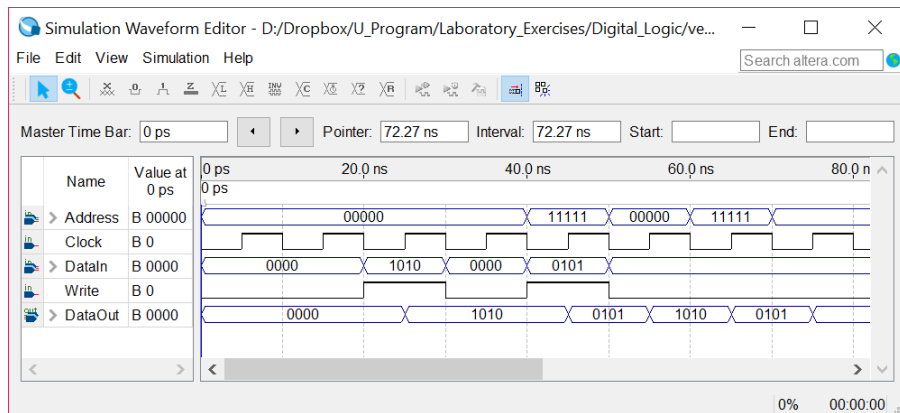 Simulation Waveform Editor - D:/Dropbox/U_Program/Laboratory_Exercises/Digital_Logic/ve...
File Edit View Simulation Help
Search altera.com
Master Time Bar: 0 ps Pointer: 72.27 ns Interval: 72.27 ns Start: End:
Name Value at 0 ps
0 ps 20.0 ns 40.0 ns 60.0 ns 80.0 n
0 ps
Address B 00000 00000 11111 00000 11111
Clock B 0
DataIn B 0000 0000 1010 0000 0101
Write B 0
DataOut B 0000 0000 1010 0101 1010 0101
0% 00:00:00